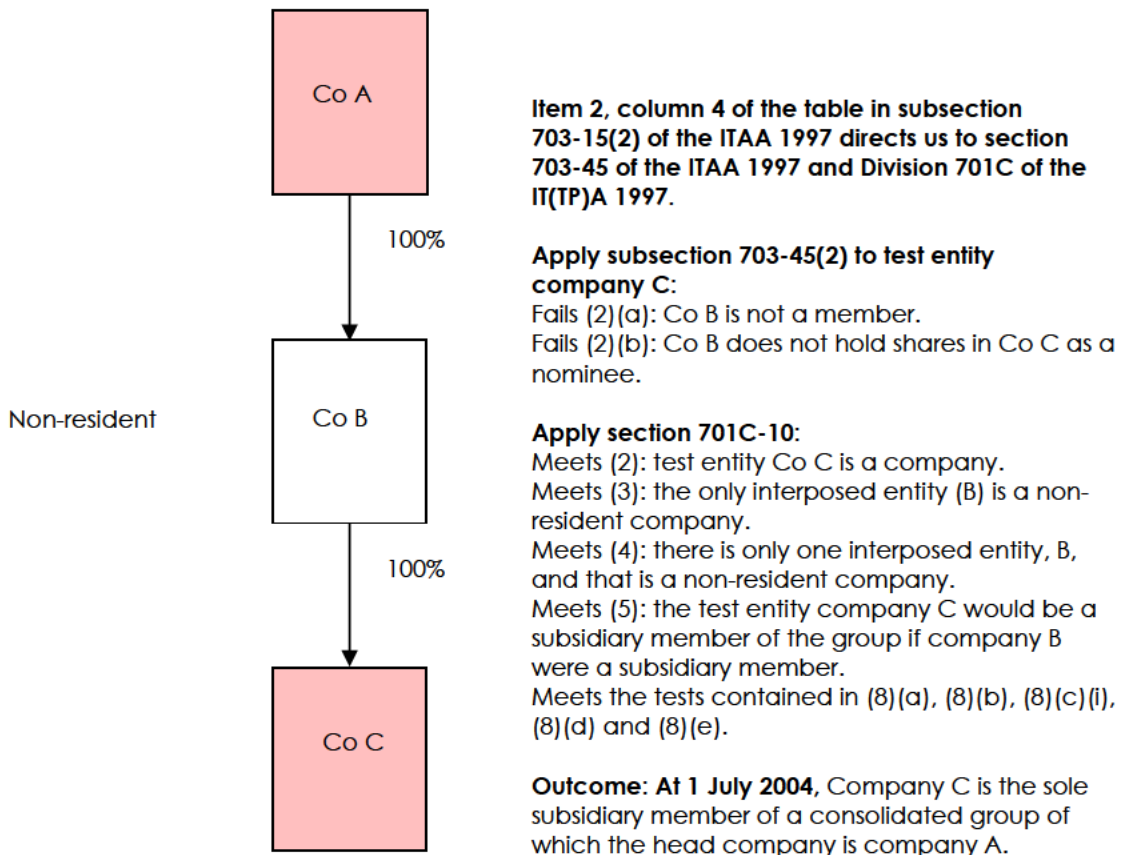 Co A
100%
Non-resident
Co B
100%
Co C
Item 2, column 4 of the table in subsection
703-15(2) of the ITAA 1997 directs us to section
703-45 of the ITAA 1997 and Division 701C of the
IT(TP)A 1997.
Apply subsection 703-45(2) to test entity
company C:
Fails (2)(a): Co B is not a member.
Fails (2)(b): Co B does not hold shares in Co C as a
nominee.
Apply section 701C-10:
Meets (2): test entity Co C is a company.
Meets (3): the only interposed entity (B) is a non-
resident company.
Meets (4): there is only one interposed entity, B,
and that is a non-resident company.
Meets (5): the test entity company C would be a
subsidiary member of the group if company B
were a subsidiary member.
Meets the tests contained in (8)(a), (8)(b), (8)(c)(i),
(8)(d) and (8)(e).
Outcome: At 1 July 2004, Company C is the sole
subsidiary member of a consolidated group of
which the head company is company A.